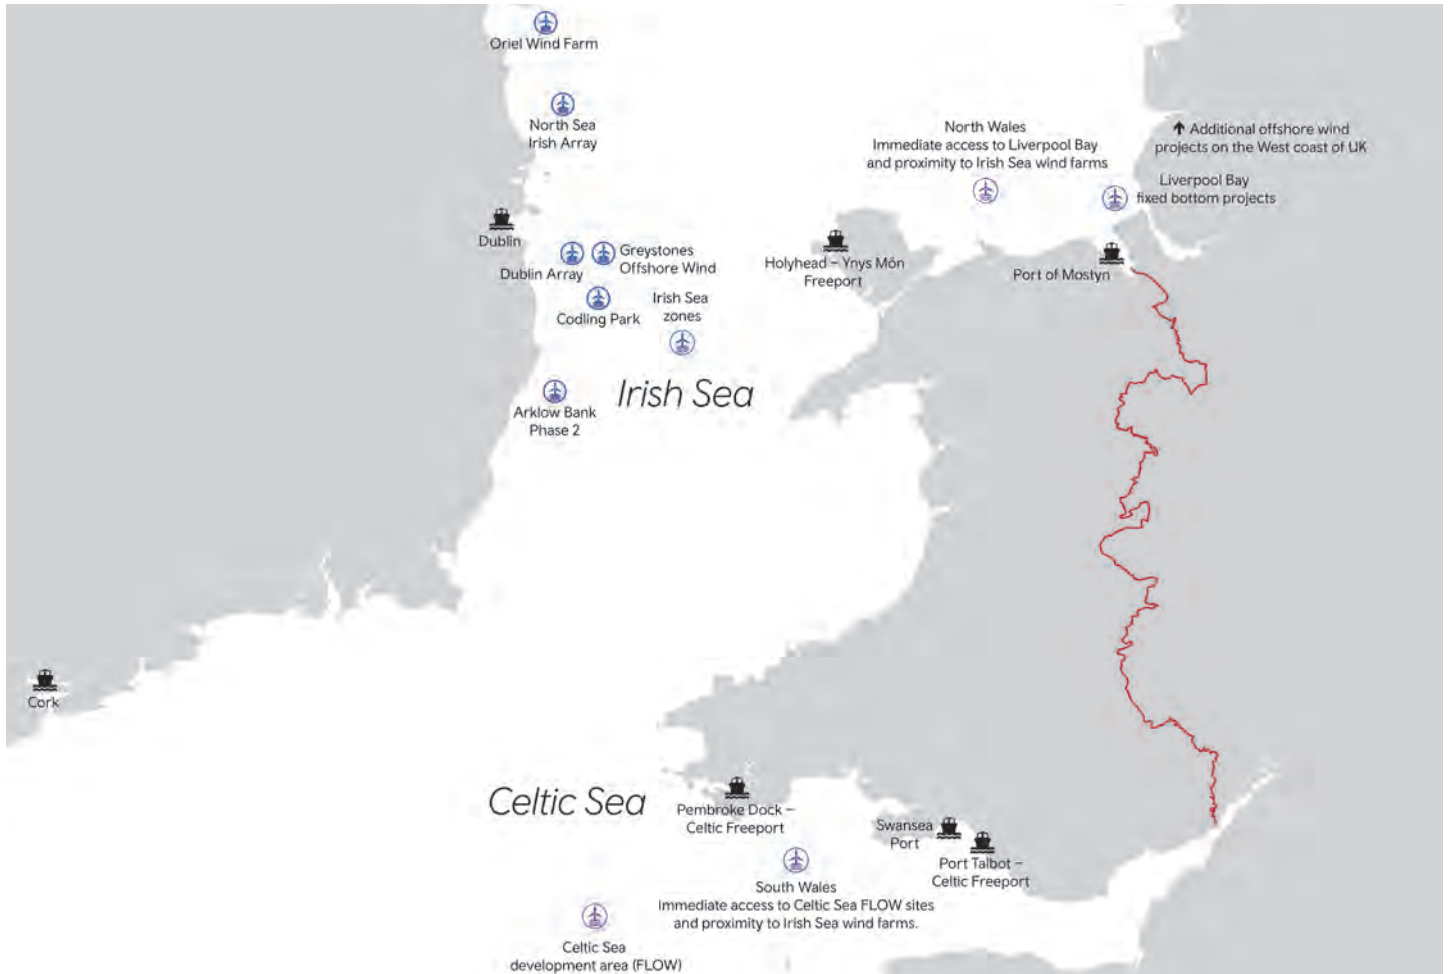 Oriel Wind Farm
North Sea
Irish Array
North Wales
Immediate access to Liverpool Bay
and proximity to Irish Sea wind farms
↑ Additional offshore wind
projects on the West coast of UK
Liverpool Bay
fixed bottom projects
Dublin
Dublin Array
Greystones
Offshore Wind
Codling Park
Irish Sea
zones
Holyhead – Ynys Môn
Freeport
Port of Mostyn
Irish Sea
Arklow Bank
Phase 2
Cork
Celtic Sea
Pembroke Dock –
Celtic Freeport
Swansea
Port
Port Talbot –
Celtic Freeport
South Wales
Immediate access to Celtic Sea FLOW sites
and proximity to Irish Sea wind farms.
Celtic Sea
development area (FLOW)